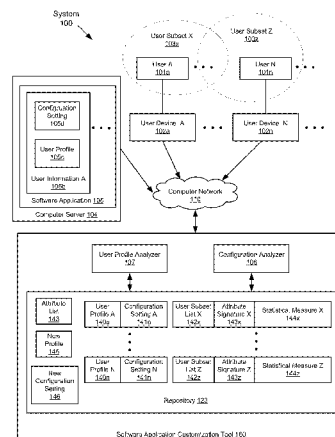 System
100
User Subset X
103x
User Subset Z
103z
User A
101a
User N
101n
User Device A
102a
User Device N
102n
Configuration
Setting
105d
User Profile
105c
User Information A
105b
Software Application 105
Computer Server 104
Computer Network
110
User Profile Analyzer
107
Configuration Analyzer
108
Attribute
List
143
New
Profile
145
New
Configuration
Setting
146
User
Profile A
140a
Configuration
Setting A
141a
User Subset
List X
142x
Attribute
Signature X
143x
Statistical Measure X
144x
User
Profile N
140n
Configuration
Setting N
141n
User Subset
List Z
142z
Attribute
Signature Z
143z
Statistical Measure Z
144z
Repository 123
Software Application Customization Tool 160